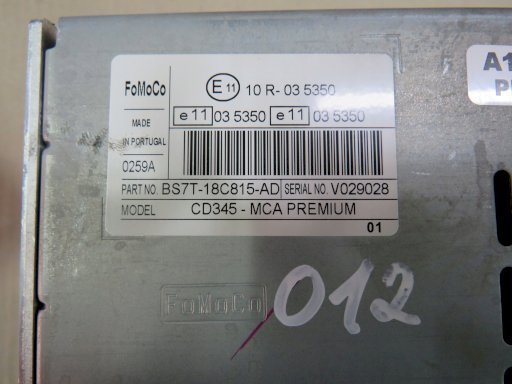 FoMoCo
E 11 10 R- 03 5350
e 11 03 5350 e 11 03 5350
MADE
IN PORTUGAL
0259A
PART NO. BS7T-18C815-AD SERIAL NO. V029028
MODEL CD345 - MCA PREMIUM
01
A1
FoMoCo
012